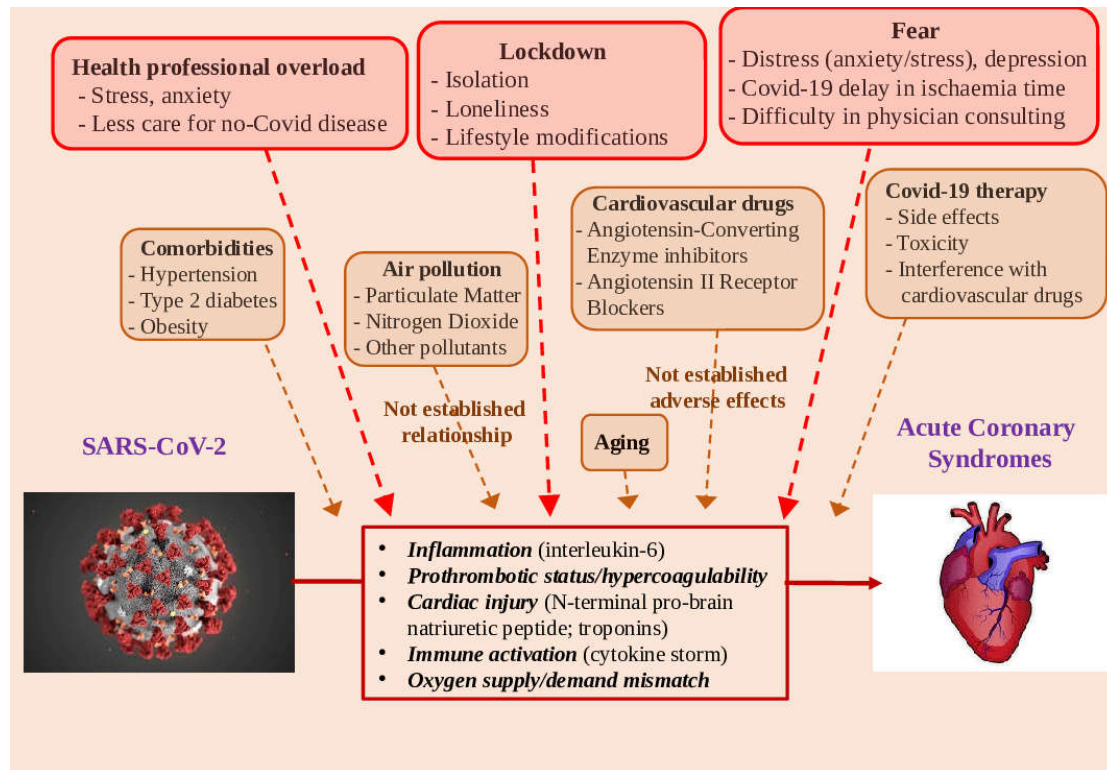 Health professional overload
- Stress, anxiety
- Less care for no-Covid disease
Lockdown
- Isolation
- Loneliness
- Lifestyle modifications
Fear
- Distress (anxiety/stress), depression
- Covid-19 delay in ischaemia time
- Difficulty in physician consulting
Comorbidities
- Hypertension
- Type 2 diabetes
- Obesity
Air pollution
- Particulate Matter
- Nitrogen Dioxide
- Other pollutants
Cardiovascular drugs
- Angiotensin-Converting
Enzyme inhibitors
- Angiotensin II Receptor
Blockers
Covid-19 therapy
- Side effects
- Toxicity
- Interference with
cardiovascular drugs
Not established
relationship
Not established
adverse effects
Aging
SARS-CoV-2
Acute Coronary
Syndromes
• Inflammation (interleukin-6)
• Prothrombotic status/hypercoagulability
• Cardiac injury (N-terminal pro-brain
natriuretic peptide; troponins)
• Immune activation (cytokine storm)
• Oxygen supply/demand mismatch